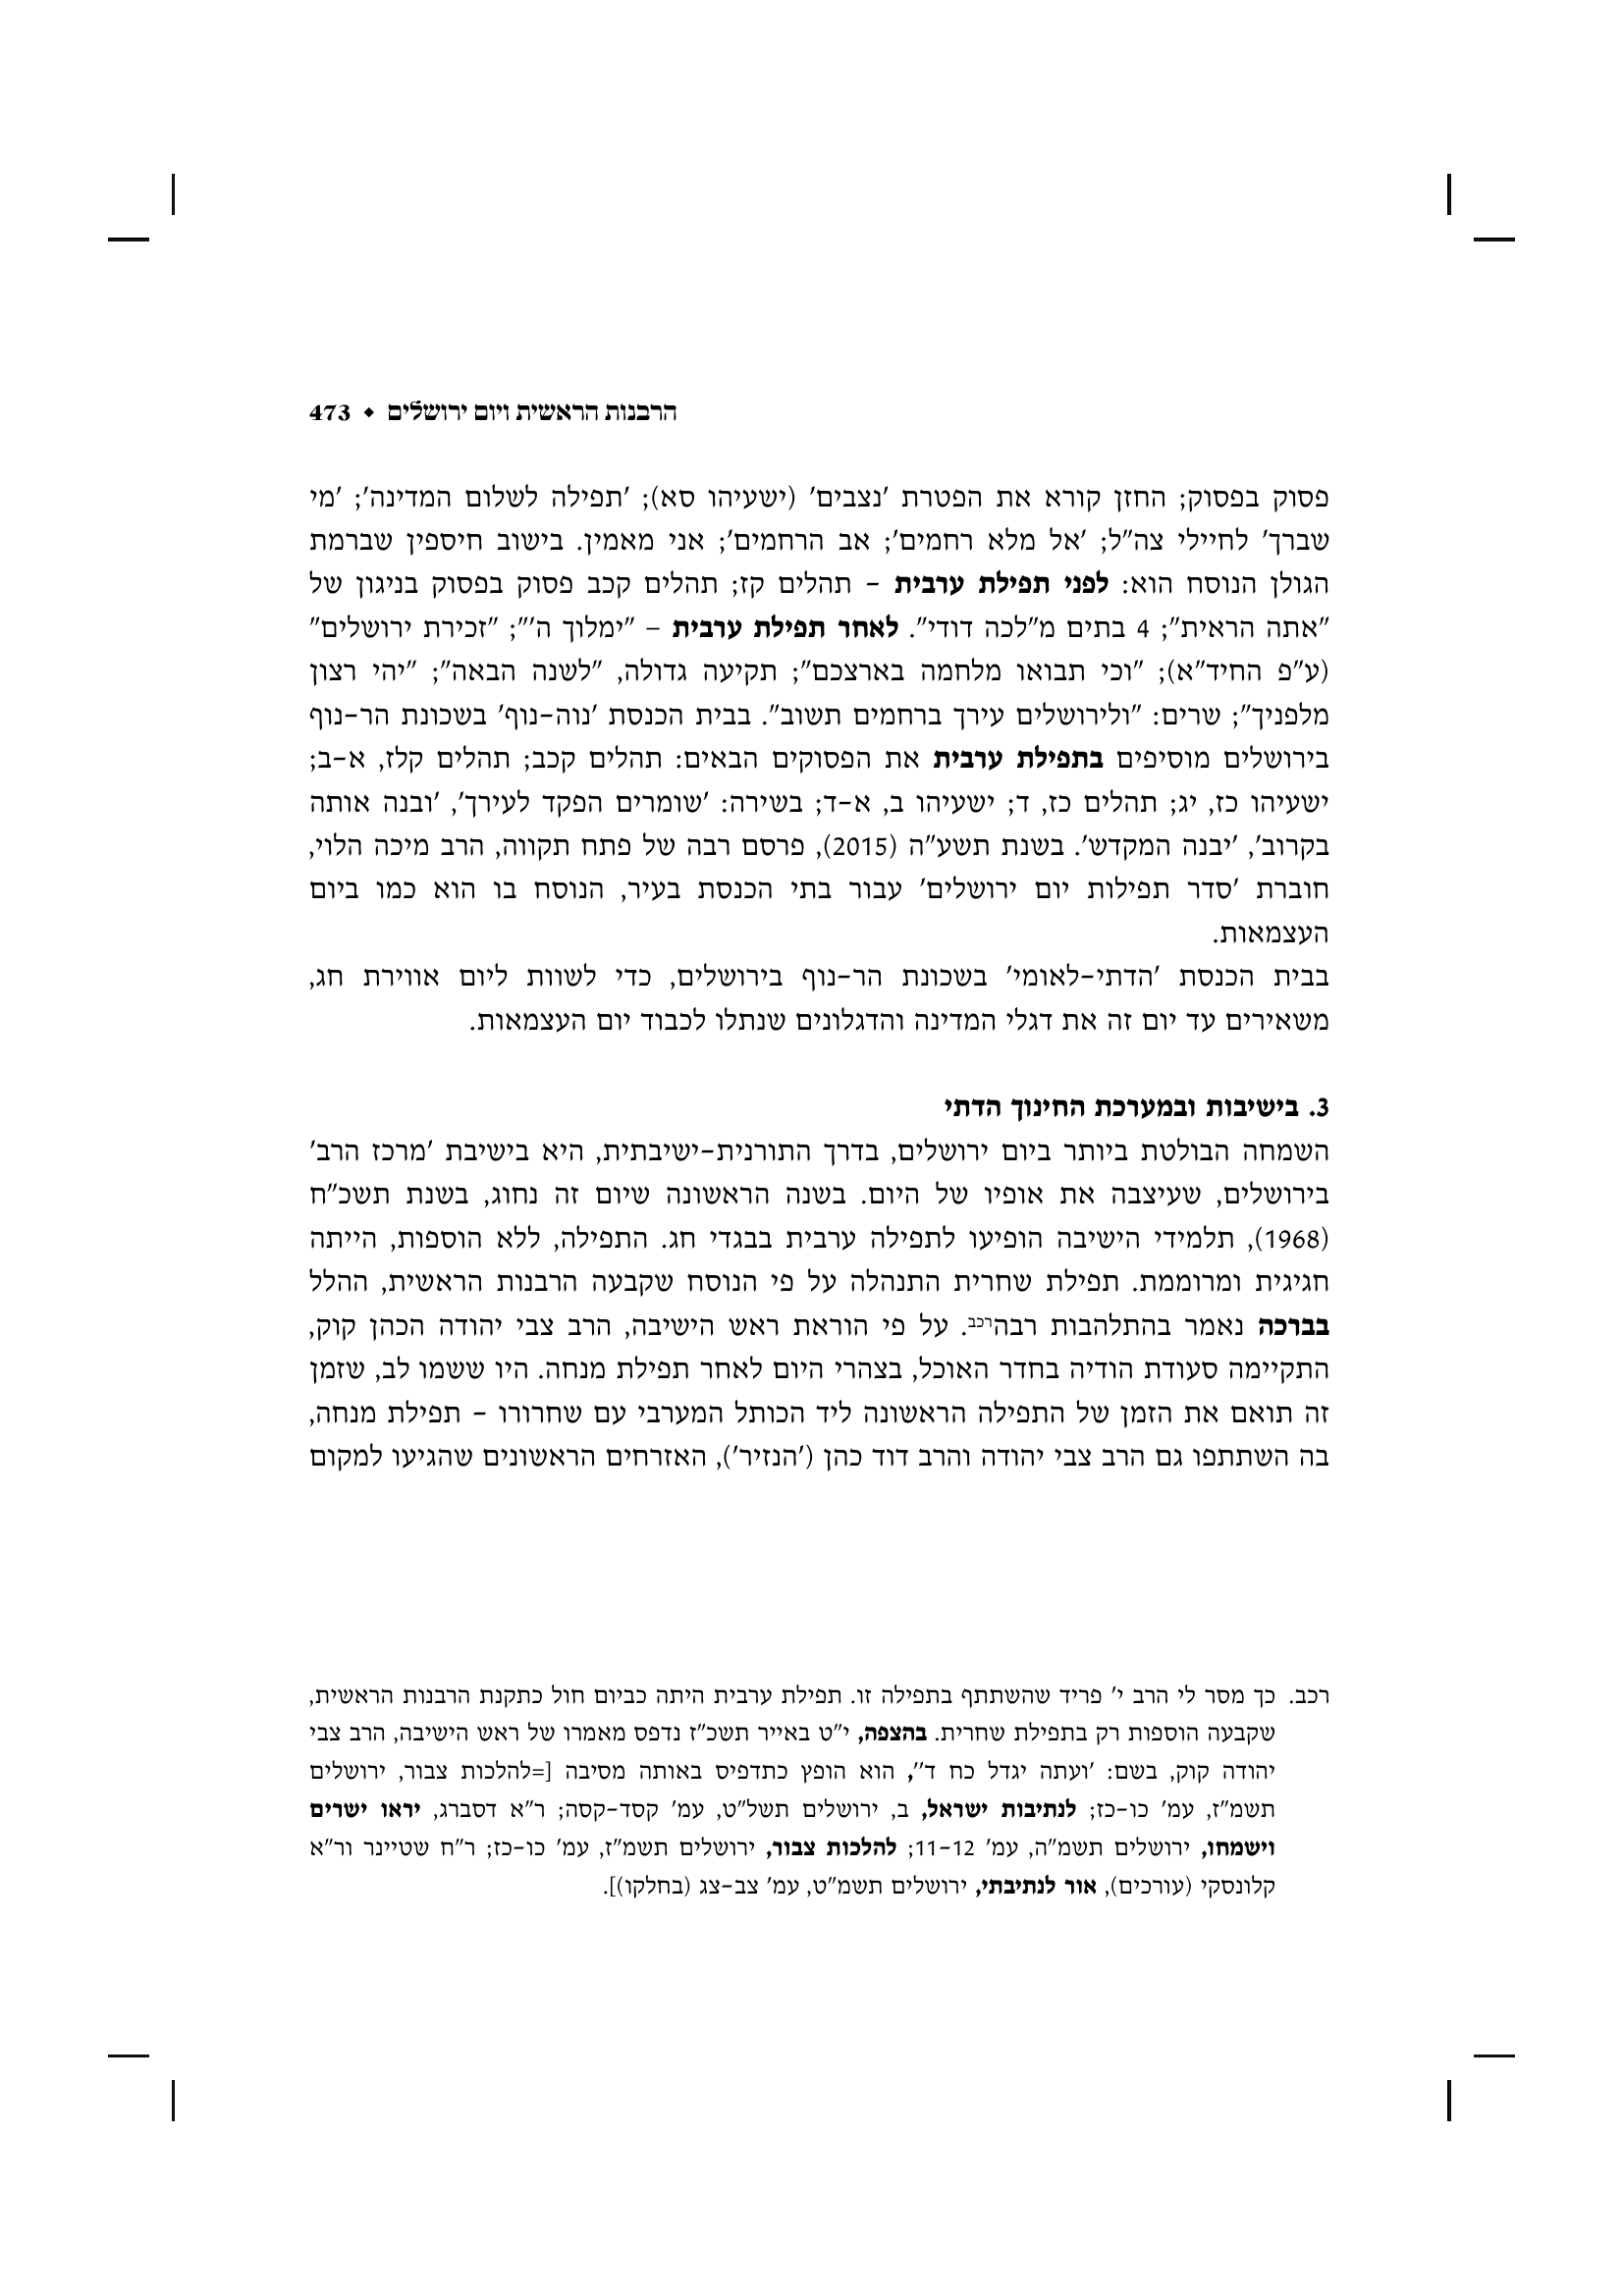 הרבנות הראשית ויום ירושלים ◆ 473
פסוק בפסוק; החזן קורא את הפטרת 'נצבים' (ישעיהו סא); 'תפילה לשלום המדינה'; 'מי
שברך' לחיילי צה"ל; 'אל מלא רחמים'; אב הרחמים'; אני מאמין. בישוב חיספין שברמת
הגולן הנוסח הוא: לפני תפילת ערבית – תהלים קז; תהלים קכב פסוק בפסוק בניגון של
"אתה הראית"; 4 בתים מ"לכה דודי". לאחר תפילת ערבית – "ימלוך ה'"; "זכירת ירושלים"
(ע"פ החיד"א); "וכי תבואו מלחמה בארצכם"; תקיעה גדולה, "לשנה הבאה"; "יהי רצון
מלפניך"; שרים: "ולירושלים עירך ברחמים תשוב". בבית הכנסת 'נוה-נוף' בשכונת הר-נוף
בירושלים מוסיפים בתפילת ערבית את הפסוקים הבאים: תהלים קכב; תהלים קלז, א-ב;
ישעיהו כז, יג; תהלים כז, ד; ישעיהו ב, א-ד; בשירה: 'שומרים הפקד לעירך', 'ובנה אותה
בקרוב', 'יבנה המקדש'. בשנת תשע"ה (2015), פרסם רבה של פתח תקווה, הרב מיכה הלוי,
חוברת 'סדר תפילות יום ירושלים' עבור בתי הכנסת בעיר, הנוסח בו הוא כמו ביום
העצמאות.
בבית הכנסת 'הדתי-לאומי' בשכונת הר-נוף בירושלים, כדי לשוות ליום אווירת חג,
משאירים עד יום זה את דגלי המדינה והדגלונים שנתלו לכבוד יום העצמאות.
3. בישיבות ובמערכת החינוך הדתי
השמחה הבולטת ביותר ביום ירושלים, בדרך התורנית-ישיבתית, היא בישיבת 'מרכז הרב'
בירושלים, שעיצבה את אופיו של היום. בשנה הראשונה שיום זה נחוג, בשנת תשכ"ח
(1968), תלמידי הישיבה הופיעו לתפילה ערבית בבגדי חג. התפילה, ללא הוספות, הייתה
חגיגית ומרוממת. תפילת שחרית התנהלה על פי הנוסח שקבעה הרבנות הראשית, ההלל
בברכה נאמר בהתלהבות רבהרכב. על פי הוראת ראש הישיבה, הרב צבי יהודה הכהן קוק,
התקיימה סעודת הודיה בחדר האוכל, בצהרי היום לאחר תפילת מנחה. היו ששמו לב, שזמן
זה תואם את הזמן של התפילה הראשונה ליד הכותל המערבי עם שחרורו – תפילת מנחה,
בה השתתפו גם הרב צבי יהודה והרב דוד כהן ('הנזיר'), האזרחים הראשונים שהגיעו למקום
רכב. כך מסר לי הרב י' פריד שהשתתף בתפילה זו. תפילת ערבית היתה כביום חול כתקנת הרבנות הראשית,
שקבעה הוספות רק בתפילת שחרית. בהצפה, י"ט באייר תשכ"ז נדפס מאמרו של ראש הישיבה, הרב צבי
יהודה קוק, בשם: 'ועתה יגדל כח ד'', הוא הופץ כתדפיס באותה מסיבה [=להלכות צבור, ירושלים
תשמ"ז, עמ' כו-כז; לנתיבות ישראל, ב, ירושלים תשל"ט, עמ' קסד-קסה; ר"א דסברג, יראו ישרים
וישמחו, ירושלים תשמ"ה, עמ' 11-12; להלכות צבור, ירושלים תשמ"ז, עמ' כו-כז; ר"ח שטיינר ור"א
קלונסקי (עורכים), אור לנתיבתי, ירושלים תשמ"ט, עמ' צב-צג (בחלקו)].